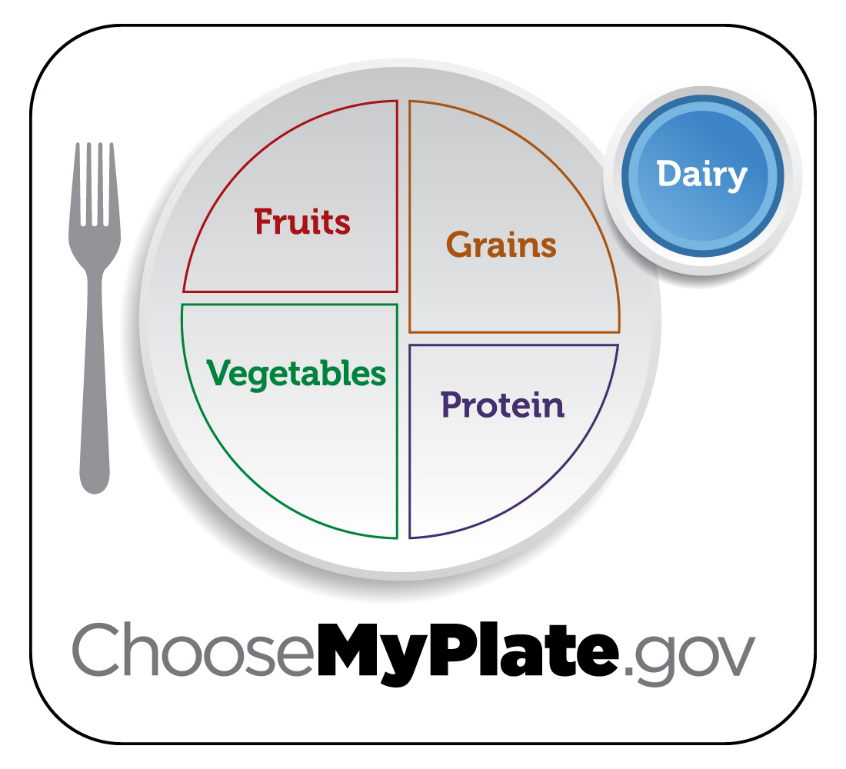 Fruits
Grains
Dairy
Vegetables
Protein
ChooseMyPlate.gov